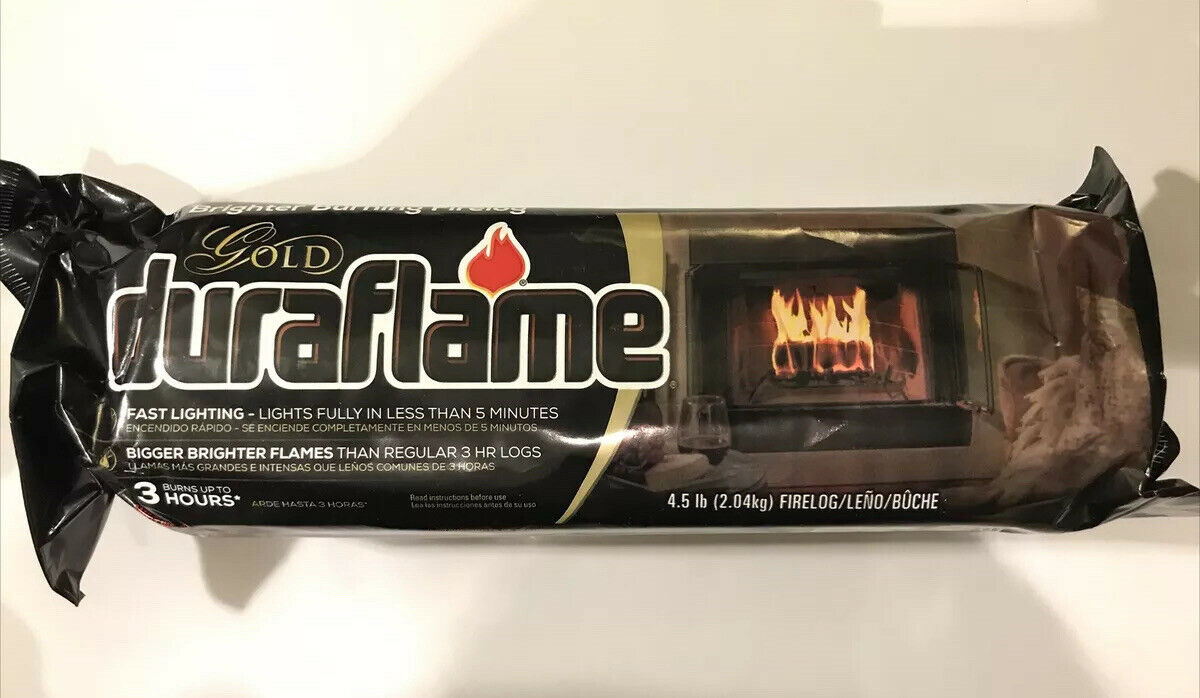 Brighter Burning Firelog
GOLD
duraflame®
FAST LIGHTING - LIGHTS FULLY IN LESS THAN 5 MINUTES
ENCENDIDO RÁPIDO - SE ENCIENDE COMPLETAMENTE EN MENOS DE 5 MINUTOS
BIGGER BRIGHTER FLAMES THAN REGULAR 3 HR LOGS
LLAMAS MÁS GRANDES E INTENSAS QUE LEÑOS COMUNES DE 3 HORAS
3 BURNS UP TO
HOURS*
ARDE HASTA 3 HORAS*
Read instructions before use
Lea las instrucciones antes de su uso
4.5 lb (2.04kg) FIRELOG/LEÑO/BÛCHE